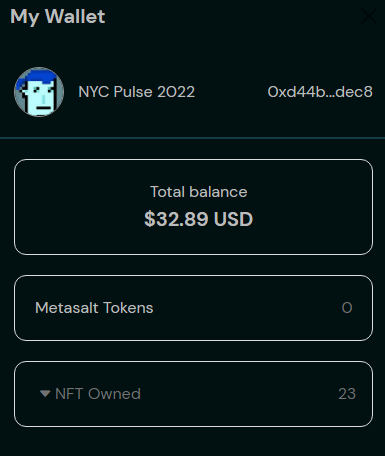 My Wallet
NYC Pulse 2022 0xd44b...dec8
Total balance
$32.89 USD
Metasalt Tokens 0
NFT Owned 23